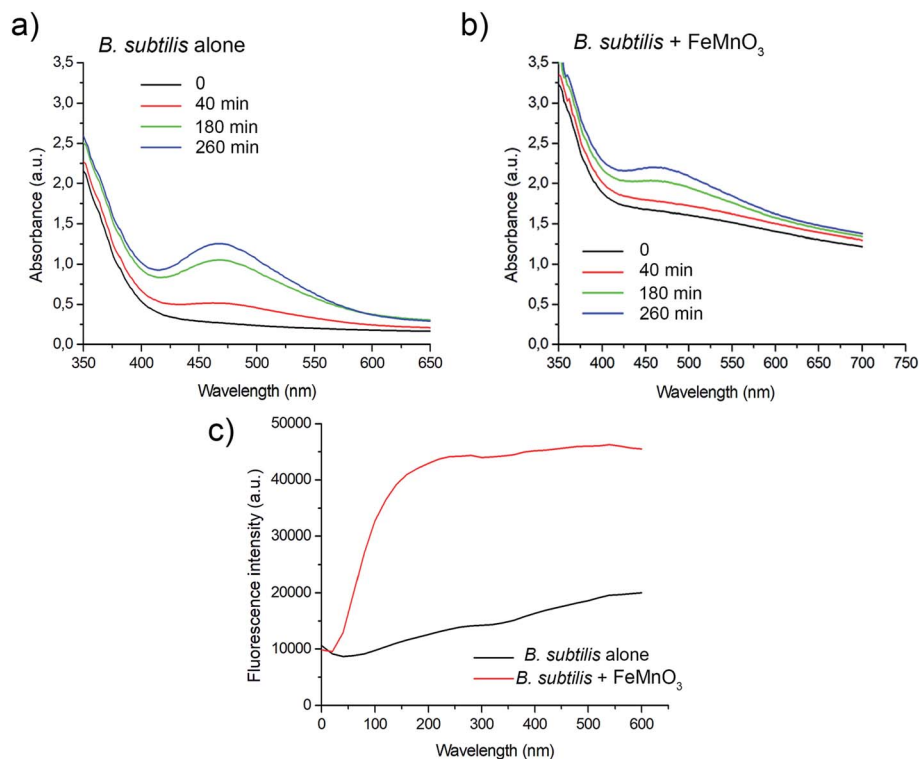 a)
B. subtilis alone
0
40 min
180 min
260 min
3,5
3,0
2,5
2,0
1,5
1,0
0,5
0,0
Absorbance (a.u.)
350 400 450 500 550 600 650
Wavelength (nm)
b)
B. subtilis + FeMnO₃
3,5
3,0
2,5
2,0
1,5
1,0
0,5
0,0
Absorbance (a.u.)
0
40 min
180 min
260 min
350 400 450 500 550 600 650 700 750
Wavelength (nm)
c)
50000
40000
30000
20000
10000
0
Fluorescence intensity (a.u.)
B. subtilis alone
B. subtilis + FeMnO₃
0 100 200 300 400 500 600
Wavelength (nm)